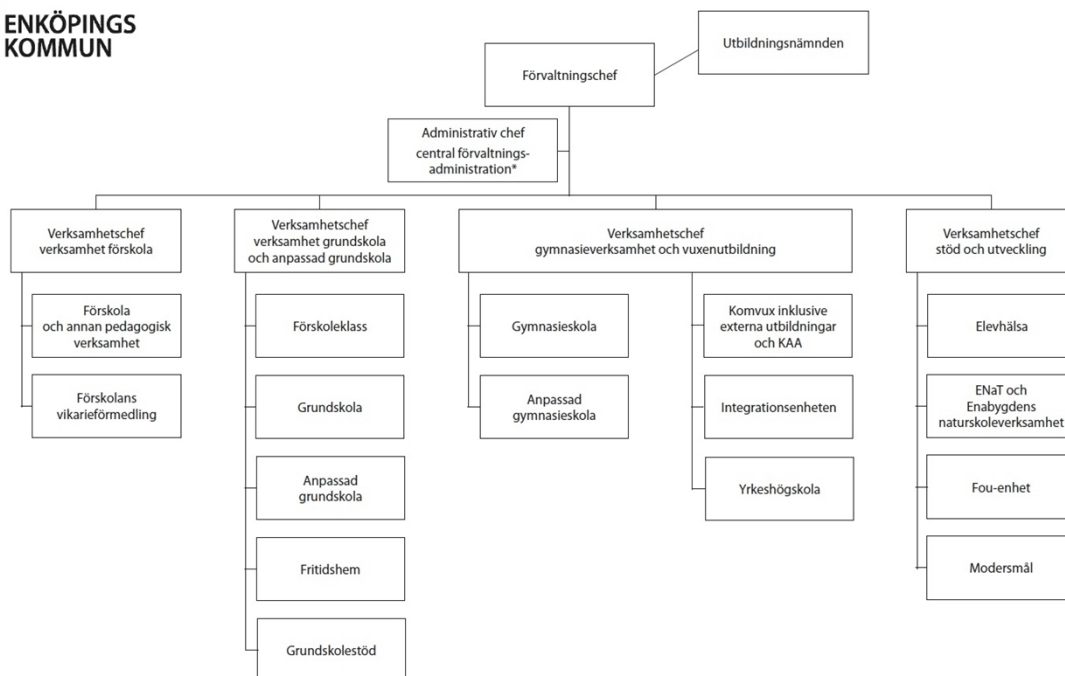 ENKÖPINGS
KOMMUN
Utbildningsnämnden
Förvaltningschef
Administrativ chef
central förvaltnings-
administration*
Verksamhetschef
verksamhet förskola
Verksamhetschef
verksamhet grundskola
och anpassad grundskola
Verksamhetschef
gymnasieverksamhet och vuxenutbildning
Verksamhetschef
stöd och utveckling
Förskola
och annan pedagogisk
verksamhet
Förskolans
vikarieförmedling
Förskoleklass
Grundskola
Anpassad
grundskola
Fritidshem
Grundskolestöd
Gymnasieskola
Anpassad
gymnasieskola
Komvux inklusive
externa utbildningar
och KAA
Integrationsenheten
Yrkeshögskola
Elevhälsa
ENaT och
Enabygdens
naturskoleverksamhet
Fou-enhet
Modersmål